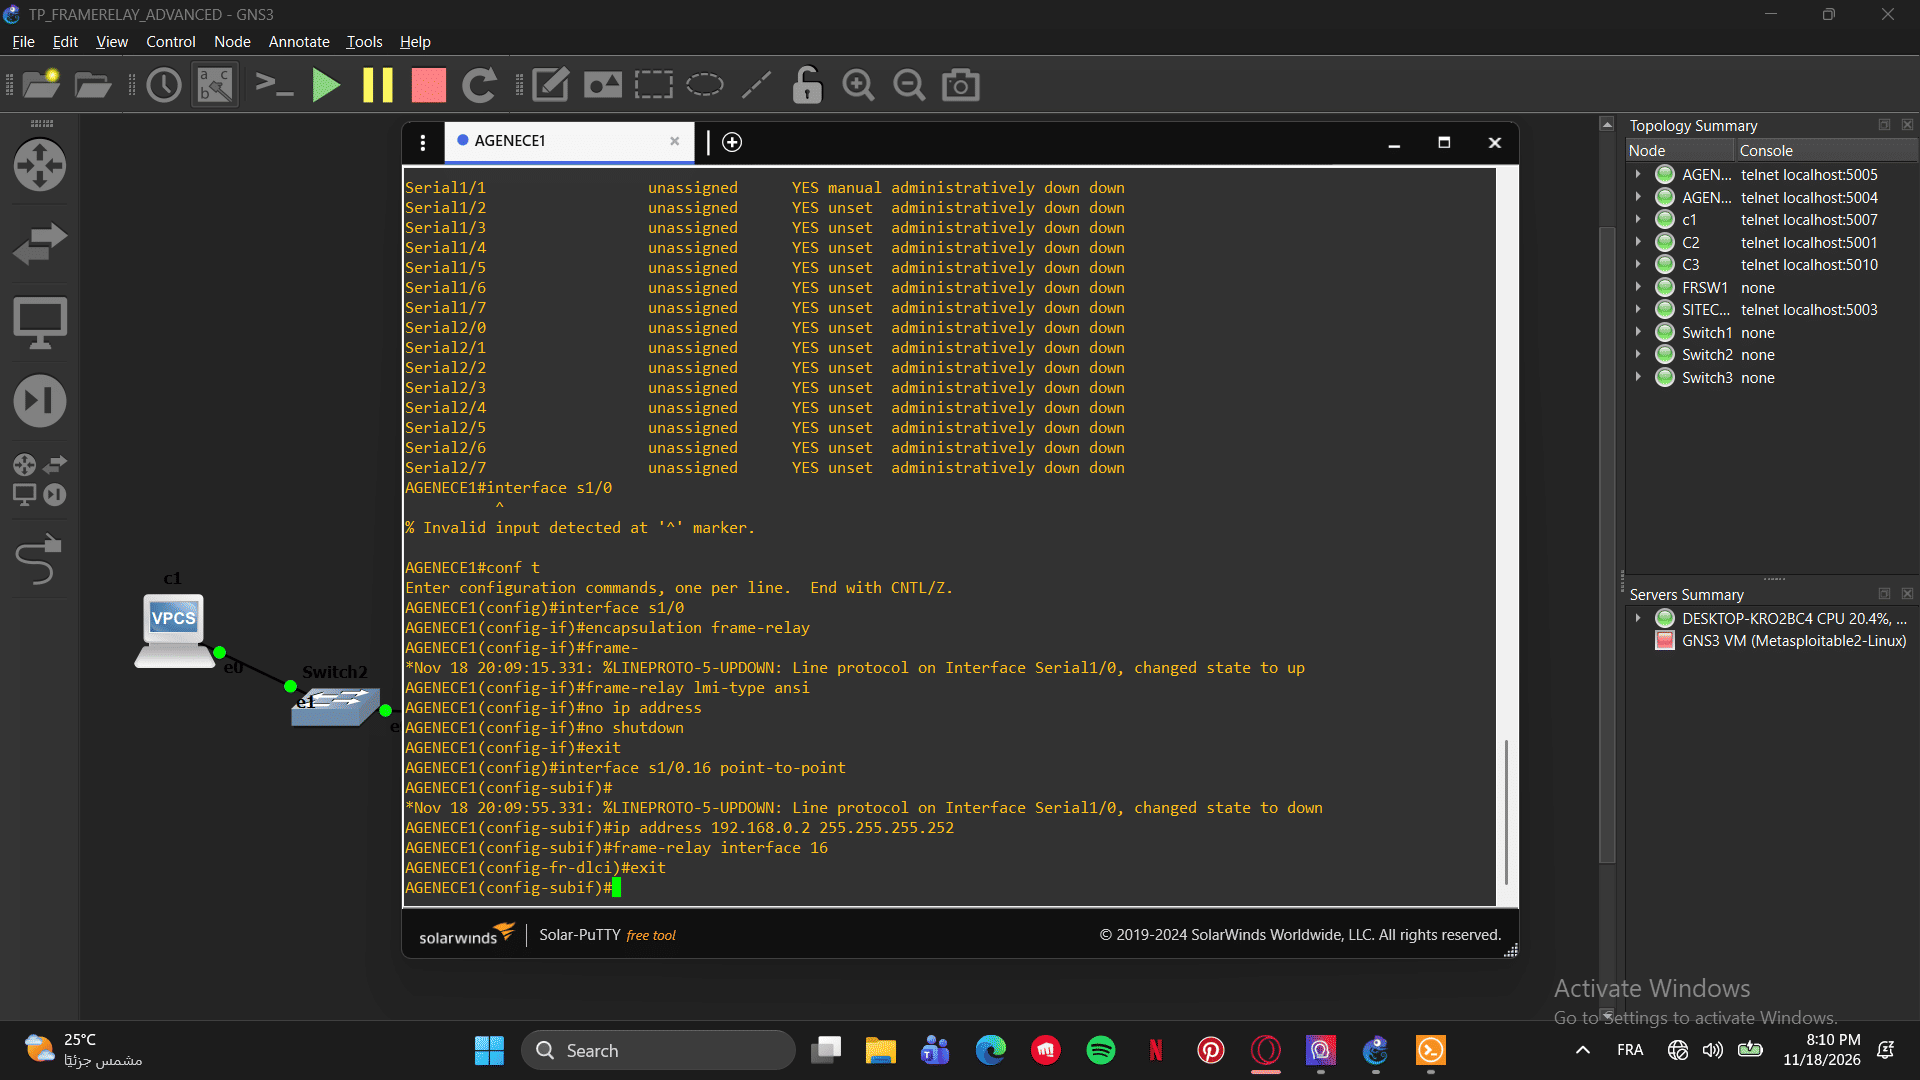 TP_FRAMERELAY_ADVANCED - GNS3
File Edit View Control Node Annotate Tools Help
AGENECE1
Serial1/1 unassigned YES manual administratively down down
Serial1/2 unassigned YES unset administratively down down
Serial1/3 unassigned YES unset administratively down down
Serial1/4 unassigned YES unset administratively down down
Serial1/5 unassigned YES unset administratively down down
Serial1/6 unassigned YES unset administratively down down
Serial1/7 unassigned YES unset administratively down down
Serial2/0 unassigned YES unset administratively down down
Serial2/1 unassigned YES unset administratively down down
Serial2/2 unassigned YES unset administratively down down
Serial2/3 unassigned YES unset administratively down down
Serial2/4 unassigned YES unset administratively down down
Serial2/5 unassigned YES unset administratively down down
Serial2/6 unassigned YES unset administratively down down
Serial2/7 unassigned YES unset administratively down down
AGENECE1#interface s1/0
^
% Invalid input detected at '^' marker.
AGENECE1#conf t
Enter configuration commands, one per line. End with CNTL/Z.
AGENECE1(config)#interface s1/0
AGENECE1(config-if)#encapsulation frame-relay
AGENECE1(config-if)#frame-
*Nov 18 20:09:15.331: %LINEPROTO-5-UPDOWN: Line protocol on Interface Serial1/0, changed state to up
AGENECE1(config-if)#frame-relay lmi-type ansi
AGENECE1(config-if)#no ip address
AGENECE1(config-if)#no shutdown
AGENECE1(config-if)#exit
AGENECE1(config)#interface s1/0.16 point-to-point
AGENECE1(config-subif)#
*Nov 18 20:09:55.331: %LINEPROTO-5-UPDOWN: Line protocol on Interface Serial1/0, changed state to down
AGENECE1(config-subif)#ip address 192.168.0.2 255.255.255.252
AGENECE1(config-subif)#frame-relay interface 16
AGENECE1(config-fr-dlci)#exit
AGENECE1(config-subif)#
solarwinds Solar-PuTTY free tool
© 2019-2024 SolarWinds Worldwide, LLC. All rights reserved.
c1
VPCS
e0
Switch2
e1
e
Topology Summary
Node Console
AGEN... telnet localhost:5005
AGEN... telnet localhost:5004
c1 telnet localhost:5007
C2 telnet localhost:5001
C3 telnet localhost:5010
FRSW1 none
SITEC... telnet localhost:5003
Switch1 none
Switch2 none
Switch3 none
Servers Summary
DESKTOP-KRO2BC4 CPU 20.4%, ...
GNS3 VM (Metasploitable2-Linux)
Activate Windows
Go to Settings to activate Windows.
25°C
مشمس جزئيًا
Search
FRA
8:10 PM
11/18/2026